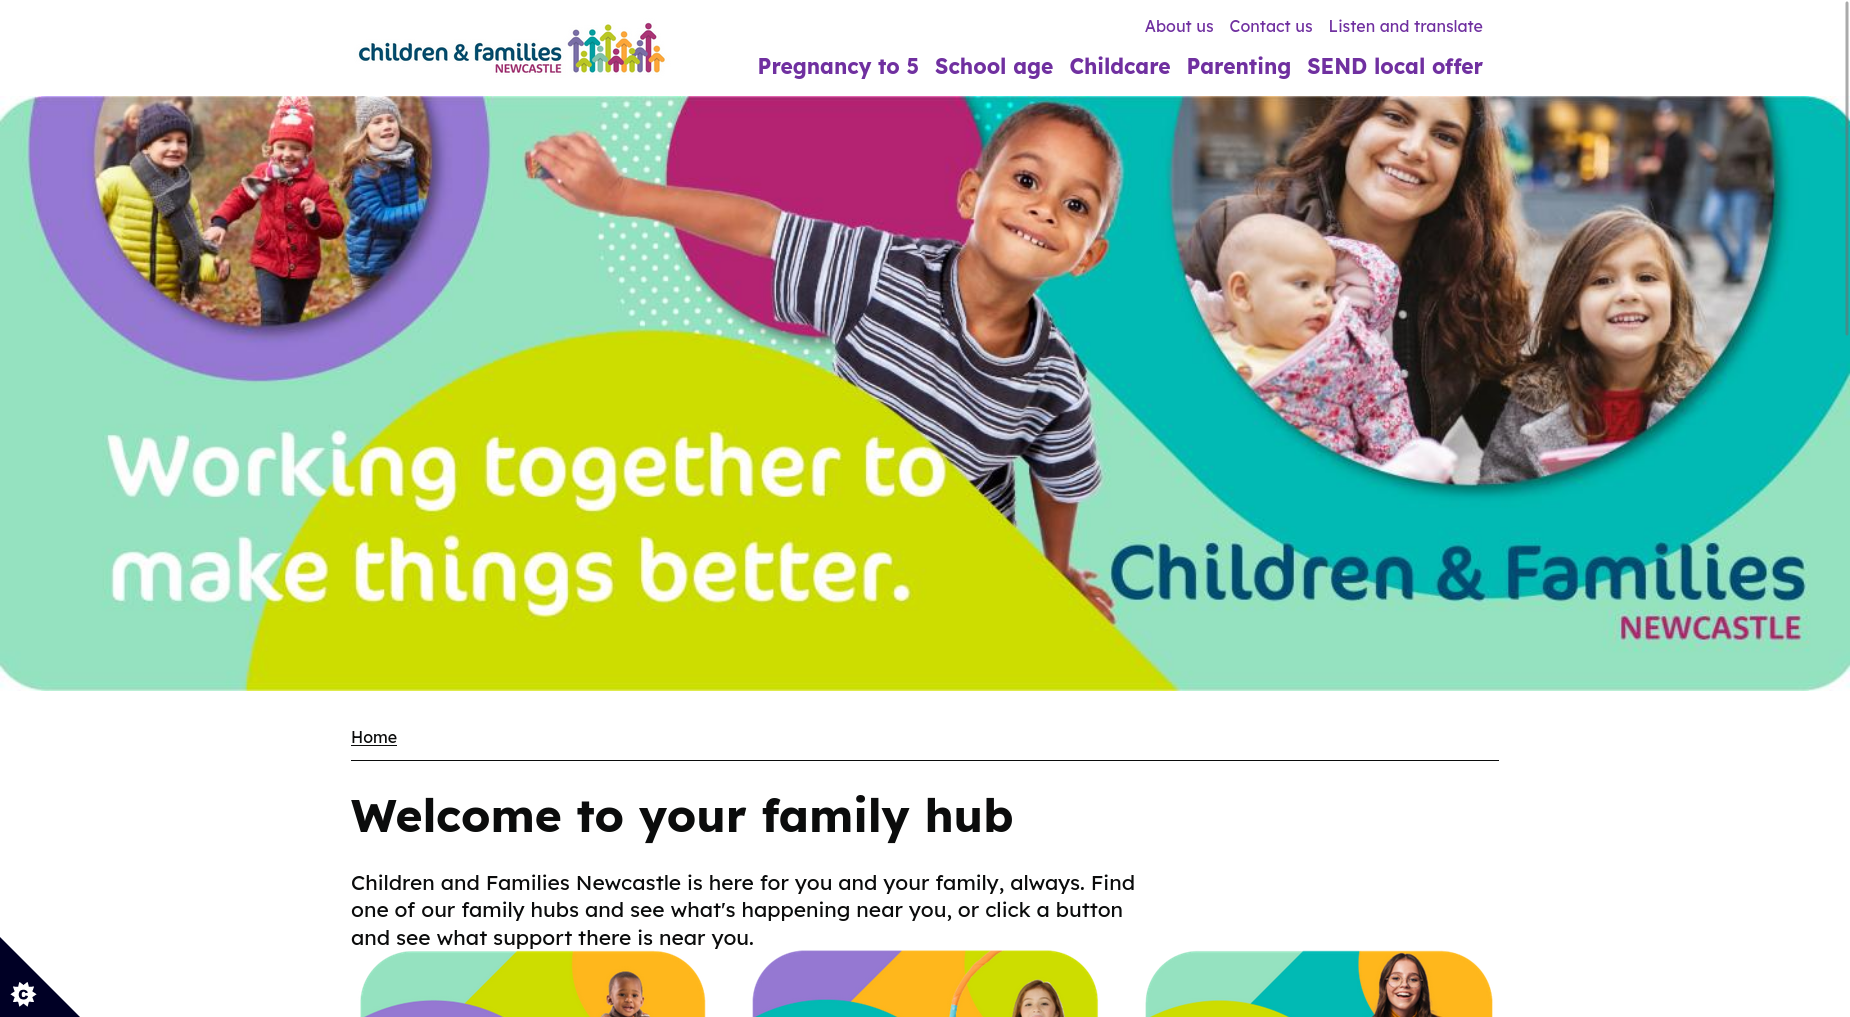 children & families
NEWCASTLE
About us Contact us Listen and translate
Pregnancy to 5 School age Childcare Parenting SEND local offer
Working together to
make things better.
Children & Families
NEWCASTLE
Home
Welcome to your family hub
Children and Families Newcastle is here for you and your family, always. Find
one of our family hubs and see what's happening near you, or click a button
and see what support there is near you.
C